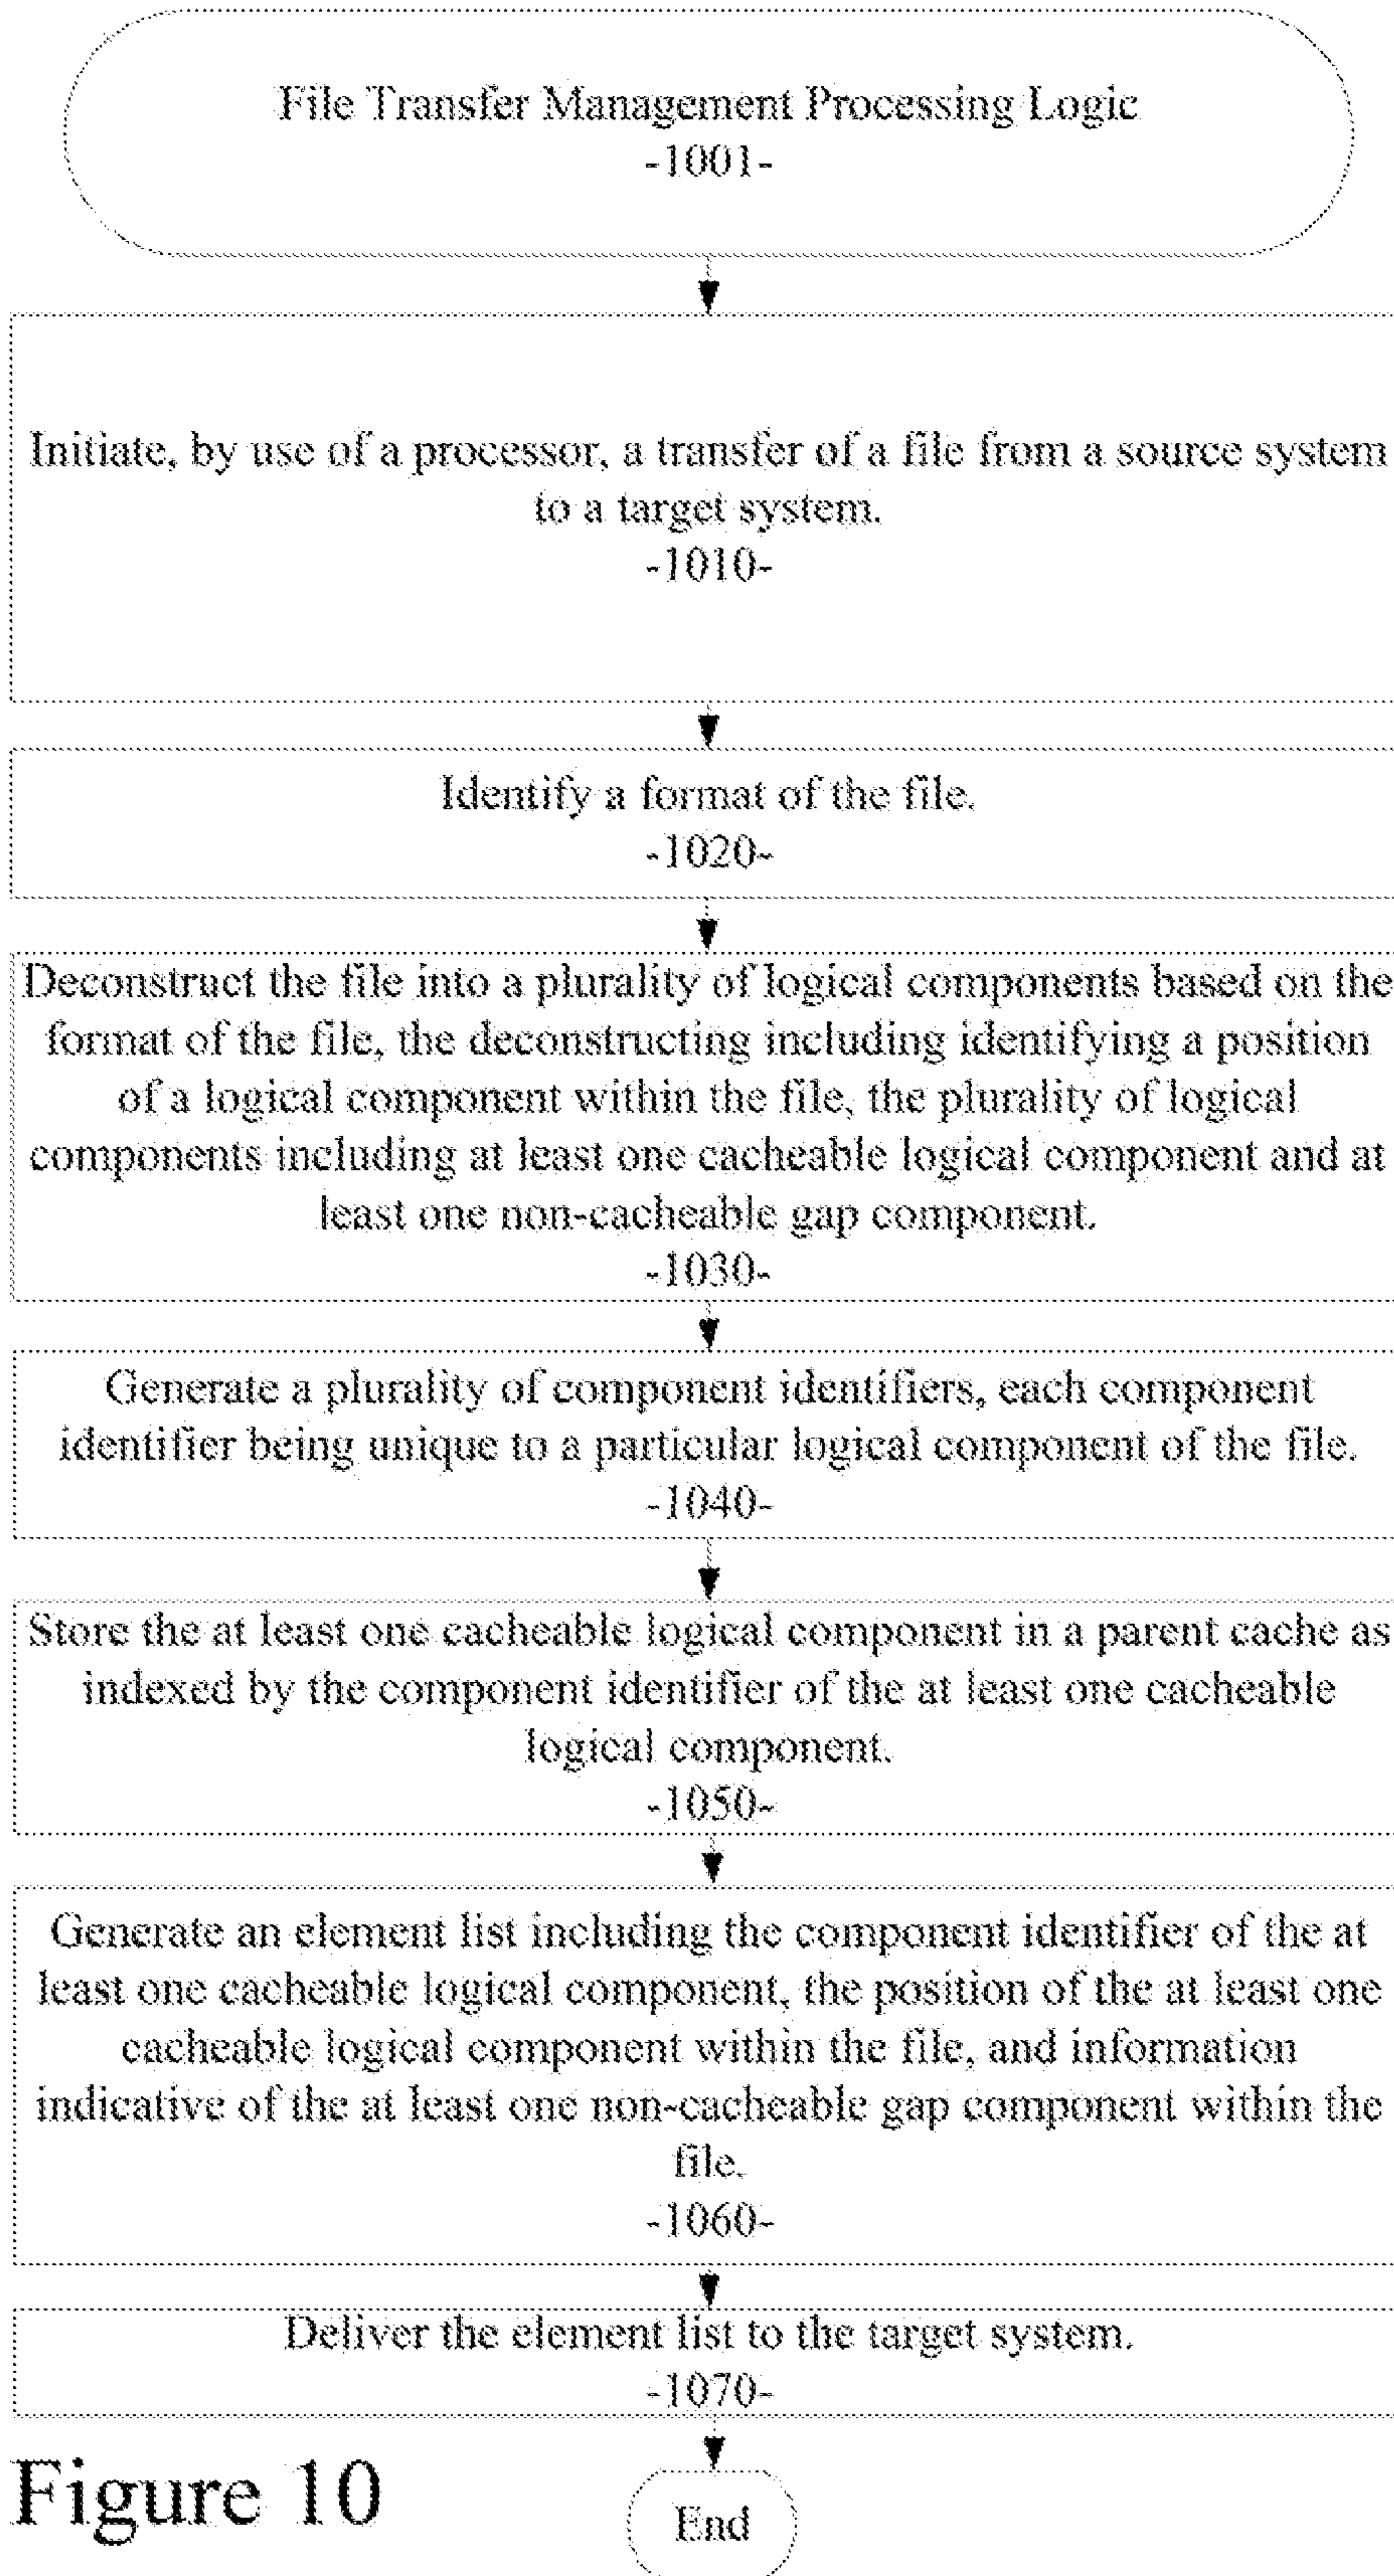 File Transfer Management Processing Logic
-1001-
Initiate, by use of a processor, a transfer of a file from a source system
to a target system.
-1010-
Identify a format of the file.
-1020-
Deconstruct the file into a plurality of logical components based on the
format of the file, the deconstructing including identifying a position
of a logical component within the file, the plurality of logical
components including at least one cacheable logical component and at
least one non-cacheable gap component.
-1030-
Generate a plurality of component identifiers, each component
identifier being unique to a particular logical component of the file.
-1040-
Store the at least one cacheable logical component in a parent cache as
indexed by the component identifier of the at least one cacheable
logical component.
-1050-
Generate an element list including the component identifier of the at
least one cacheable logical component, the position of the at least one
cacheable logical component within the file, and information
indicative of the at least one non-cacheable gap component within the
file.
-1060-
Deliver the element list to the target system.
-1070-
Figure 10
End